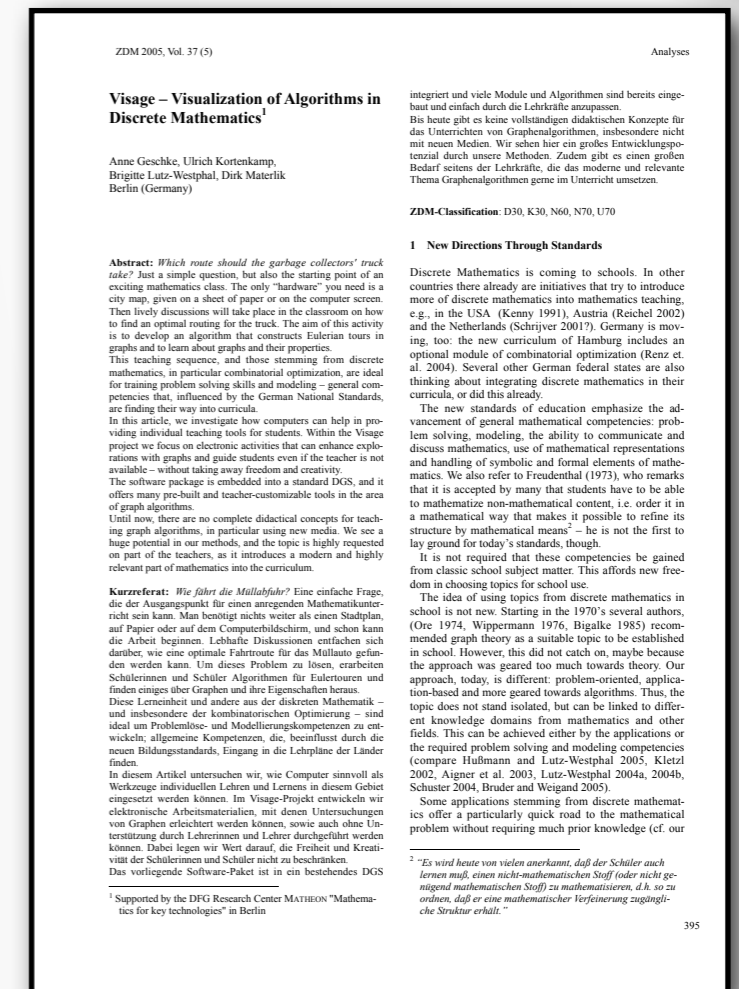 ZDM 2005, Vol. 37 (5)
Analyses
Visage – Visualization of Algorithms in
Discrete Mathematics1
Anne Geschke, Ulrich Kortenkamp,
Brigitte Lutz-Westphal, Dirk Materlik
Berlin (Germany)
Abstract: Which route should the garbage collectors' truck
take? Just a simple question, but also the starting point of an
exciting mathematics class. The only “hardware” you need is a
city map, given on a sheet of paper or on the computer screen.
Then lively discussions will take place in the classroom on how
to find an optimal routing for the truck. The aim of this activity
is to develop an algorithm that constructs Eulerian tours in
graphs and to learn about graphs and their properties.
This teaching sequence, and those stemming from discrete
mathematics, in particular combinatorial optimization, are ideal
for training problem solving skills and modeling – general com-
petencies that, influenced by the German National Standards,
are finding their way into curricula.
In this article, we investigate how computers can help in pro-
viding individual teaching tools for students. Within the Visage
project we focus on electronic activities that can enhance explo-
rations with graphs and guide students even if the teacher is not
available – without taking away freedom and creativity.
The software package is embedded into a standard DGS, and it
offers many pre-built and teacher-customizable tools in the area
of graph algorithms.
Until now, there are no complete didactical concepts for teach-
ing graph algorithms, in particular using new media. We see a
huge potential in our methods, and the topic is highly requested
on part of the teachers, as it introduces a modern and highly
relevant part of mathematics into the curriculum.
Kurzreferat: Wie fährt die Müllabfuhr? Eine einfache Frage,
die der Ausgangspunkt für einen anregenden Mathematikunter-
richt sein kann. Man benötigt nichts weiter als einen Stadtplan,
auf Papier oder auf dem Computerbildschirm, und schon kann
die Arbeit beginnen. Lebhafte Diskussionen entfachen sich
darüber, wie eine optimale Fahrtroute für das Müllauto gefun-
den werden kann. Um dieses Problem zu lösen, erarbeiten
Schülerinnen und Schüler Algorithmen für Eulertouren und
finden einiges über Graphen und ihre Eigenschaften heraus.
Diese Lerneinheit und andere aus der diskreten Mathematik –
und insbesondere der kombinatorischen Optimierung – sind
ideal um Problemlöse- und Modellierungskompetenzen zu ent-
wickeln; allgemeine Kompetenzen, die, beeinflusst durch die
neuen Bildungsstandards, Eingang in die Lehrpläne der Länder
finden.
In diesem Artikel untersuchen wir, wie Computer sinnvoll als
Werkzeuge individuellen Lehren und Lernens in diesem Gebiet
eingesetzt werden können. Im Visage-Projekt entwickeln wir
elektronische Arbeitsmaterialien, mit denen Untersuchungen
von Graphen erleichtert werden können, sowie auch ohne Un-
terstützung durch Lehrerinnen und Lehrer durchgeführt werden
können. Dabei legen wir Wert darauf, die Freiheit und Kreati-
vität der Schülerinnen und Schüler nicht zu beschränken.
Das vorliegende Software-Paket ist in ein bestehendes DGS
1 Supported by the DFG Research Center MATHEON "Mathema-
tics for key technologies" in Berlin
integriert und viele Module und Algorithmen sind bereits einge-
baut und einfach durch die Lehrkräfte anzupassen.
Bis heute gibt es keine vollständigen didaktischen Konzepte für
das Unterrichten von Graphenalgorithmen, insbesondere nicht
mit neuen Medien. Wir sehen hier ein großes Entwicklungspo-
tenzial durch unsere Methoden. Zudem gibt es einen großen
Bedarf seitens der Lehrkräfte, die das moderne und relevante
Thema Graphenalgorithmen gerne im Unterricht umsetzen.
ZDM-Classification: D30, K30, N60, N70, U70
1 New Directions Through Standards
Discrete Mathematics is coming to schools. In other
countries there already are initiatives that try to introduce
more of discrete mathematics into mathematics teaching,
e.g., in the USA (Kenny 1991), Austria (Reichel 2002)
and the Netherlands (Schrijver 2001?). Germany is mov-
ing, too: the new curriculum of Hamburg includes an
optional module of combinatorial optimization (Renz et.
al. 2004). Several other German federal states are also
thinking about integrating discrete mathematics in their
curricula, or did this already.
The new standards of education emphasize the ad-
vancement of general mathematical competencies: prob-
lem solving, modeling, the ability to communicate and
discuss mathematics, use of mathematical representations
and handling of symbolic and formal elements of mathe-
matics. We also refer to Freudenthal (1973), who remarks
that it is accepted by many that students have to be able
to mathematize non-mathematical content, i.e. order it in
a mathematical way that makes it possible to refine its
structure by mathematical means2 – he is not the first to
lay ground for today's standards, though.
It is not required that these competencies be gained
from classic school subject matter. This affords new free-
dom in choosing topics for school use.
The idea of using topics from discrete mathematics in
school is not new. Starting in the 1970's several authors,
(Ore 1974, Wippermann 1976, Bigalke 1985) recom-
mended graph theory as a suitable topic to be established
in school. However, this did not catch on, maybe because
the approach was geared too much towards theory. Our
approach, today, is different: problem-oriented, applica-
tion-based and more geared towards algorithms. Thus, the
topic does not stand isolated, but can be linked to differ-
ent knowledge domains from mathematics and other
fields. This can be achieved either by the applications or
the required problem solving and modeling competencies
(compare Hußmann and Lutz-Westphal 2005, Kletzl
2002, Aigner et al. 2003, Lutz-Westphal 2004a, 2004b,
Schuster 2004, Bruder and Weigand 2005).
Some applications stemming from discrete mathemat-
ics offer a particularly quick road to the mathematical
problem without requiring much prior knowledge (cf. our
2 “Es wird heute von vielen anerkannt, daß der Schüler auch
lernen muß, einen nicht-mathematischen Stoff (oder nicht ge-
nügend mathematischen Stoff) zu mathematisieren, d.h. so zu
ordnen, daß er eine mathematischer Verfeinerung zugängli-
che Struktur erhält.”
395